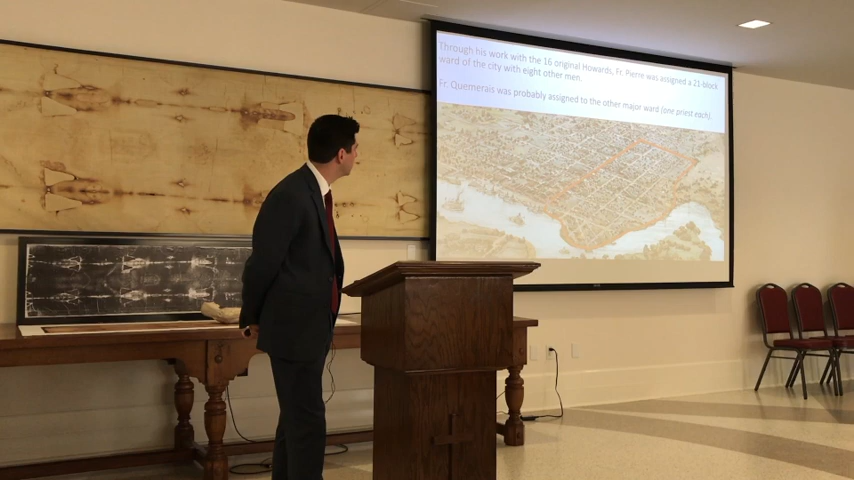 Through his work with the 16 original Howards, Fr. Pierre was assigned a 21-block
ward of the city with eight other men.
Fr. Quemerais was probably assigned to the other major ward (one priest each).